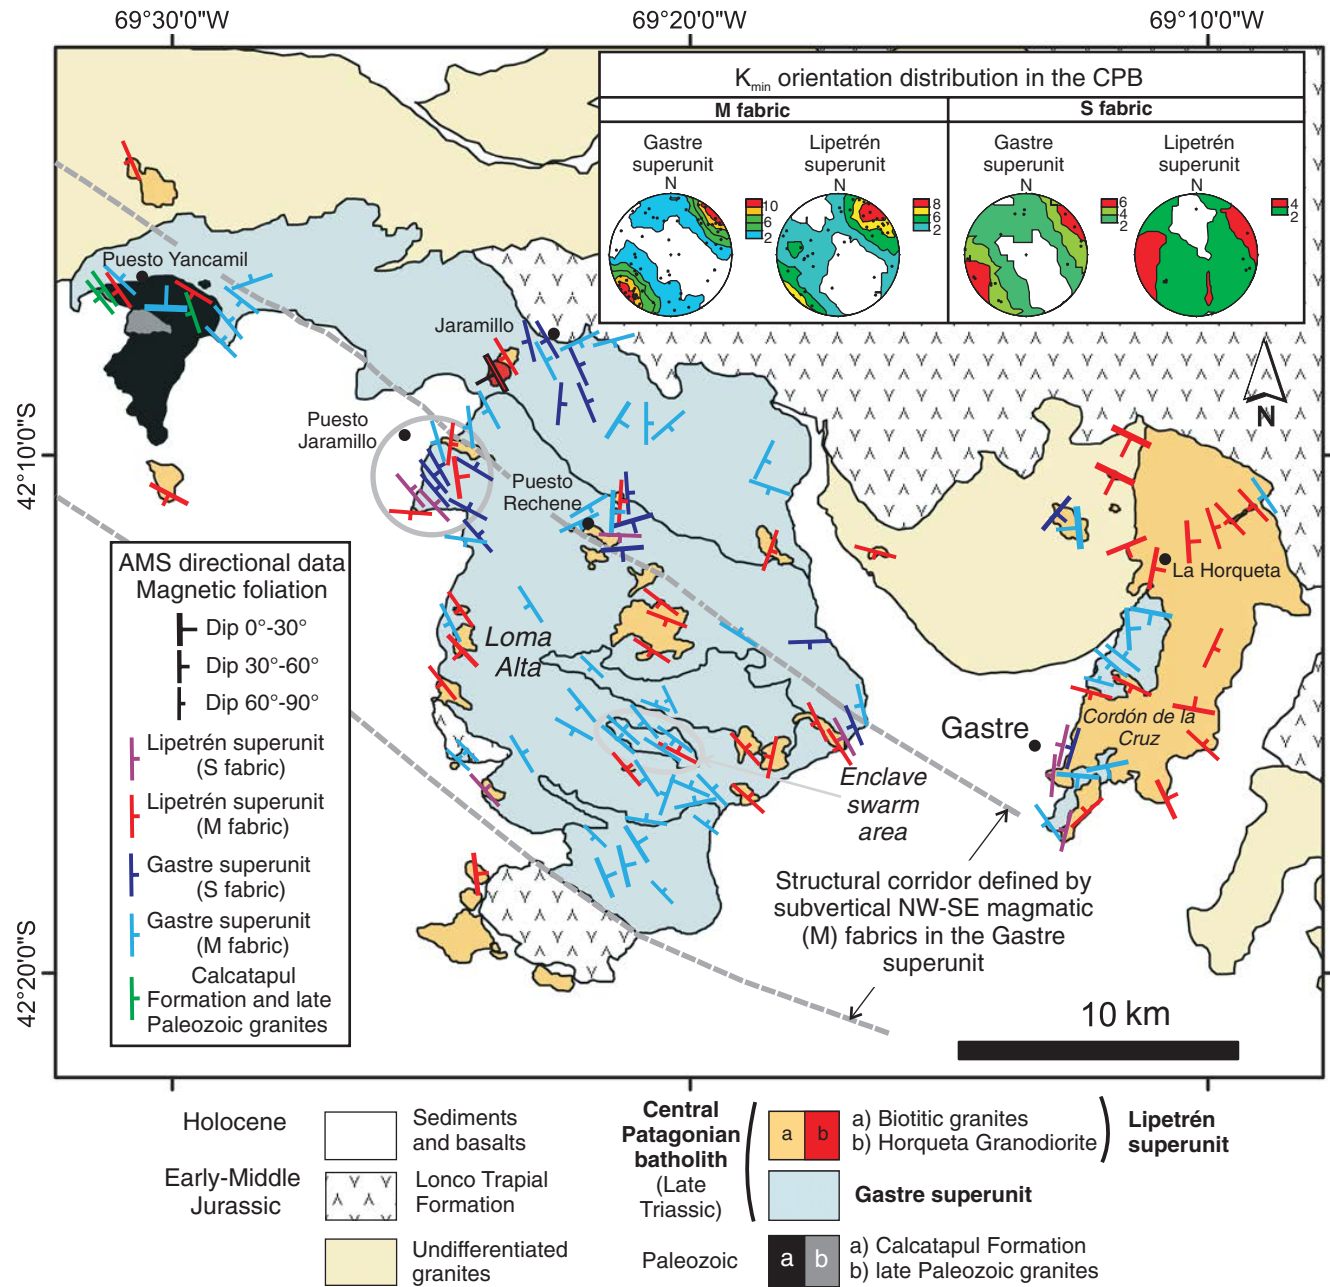 69°30'0"W
69°20'0"W
69°10'0"W
Kmin orientation distribution in the CPB
M fabric
S fabric
Gastre
superunit
Lipetrén
superunit
Gastre
superunit
Lipetrén
superunit
N
N
N
N
10
6
2
8
6
4
2
6
4
2
4
2
Puesto Yancamil
Jaramillo
Puesto
Jaramillo
Puesto
Rechene
N
42°10'0"S
La Horqueta
AMS directional data
Magnetic foliation
Dip 0°-30°
Dip 30°-60°
Dip 60°-90°
Lipetrén superunit
(S fabric)
Lipetrén superunit
(M fabric)
Gastre superunit
(S fabric)
Gastre superunit
(M fabric)
Calcatapul
Formation and late
Paleozoic granites
Loma
Alta
Gastre
Cordón de la
Cruz
Enclave
swarm
area
Structural corridor defined by
subvertical NW-SE magmatic
(M) fabrics in the Gastre
superunit
42°20'0"S
10 km
Holocene
Sediments
and basalts
Early-Middle
Jurassic
Lonco Trapial
Formation
Undifferentiated
granites
Central
Patagonian
batholith
(Late
Triassic)
a b
a) Biotitic granites
b) Horqueta Granodiorite
Lipetrén
superunit
Gastre superunit
Paleozoic
a b
a) Calcatapul Formation
b) late Paleozoic granites